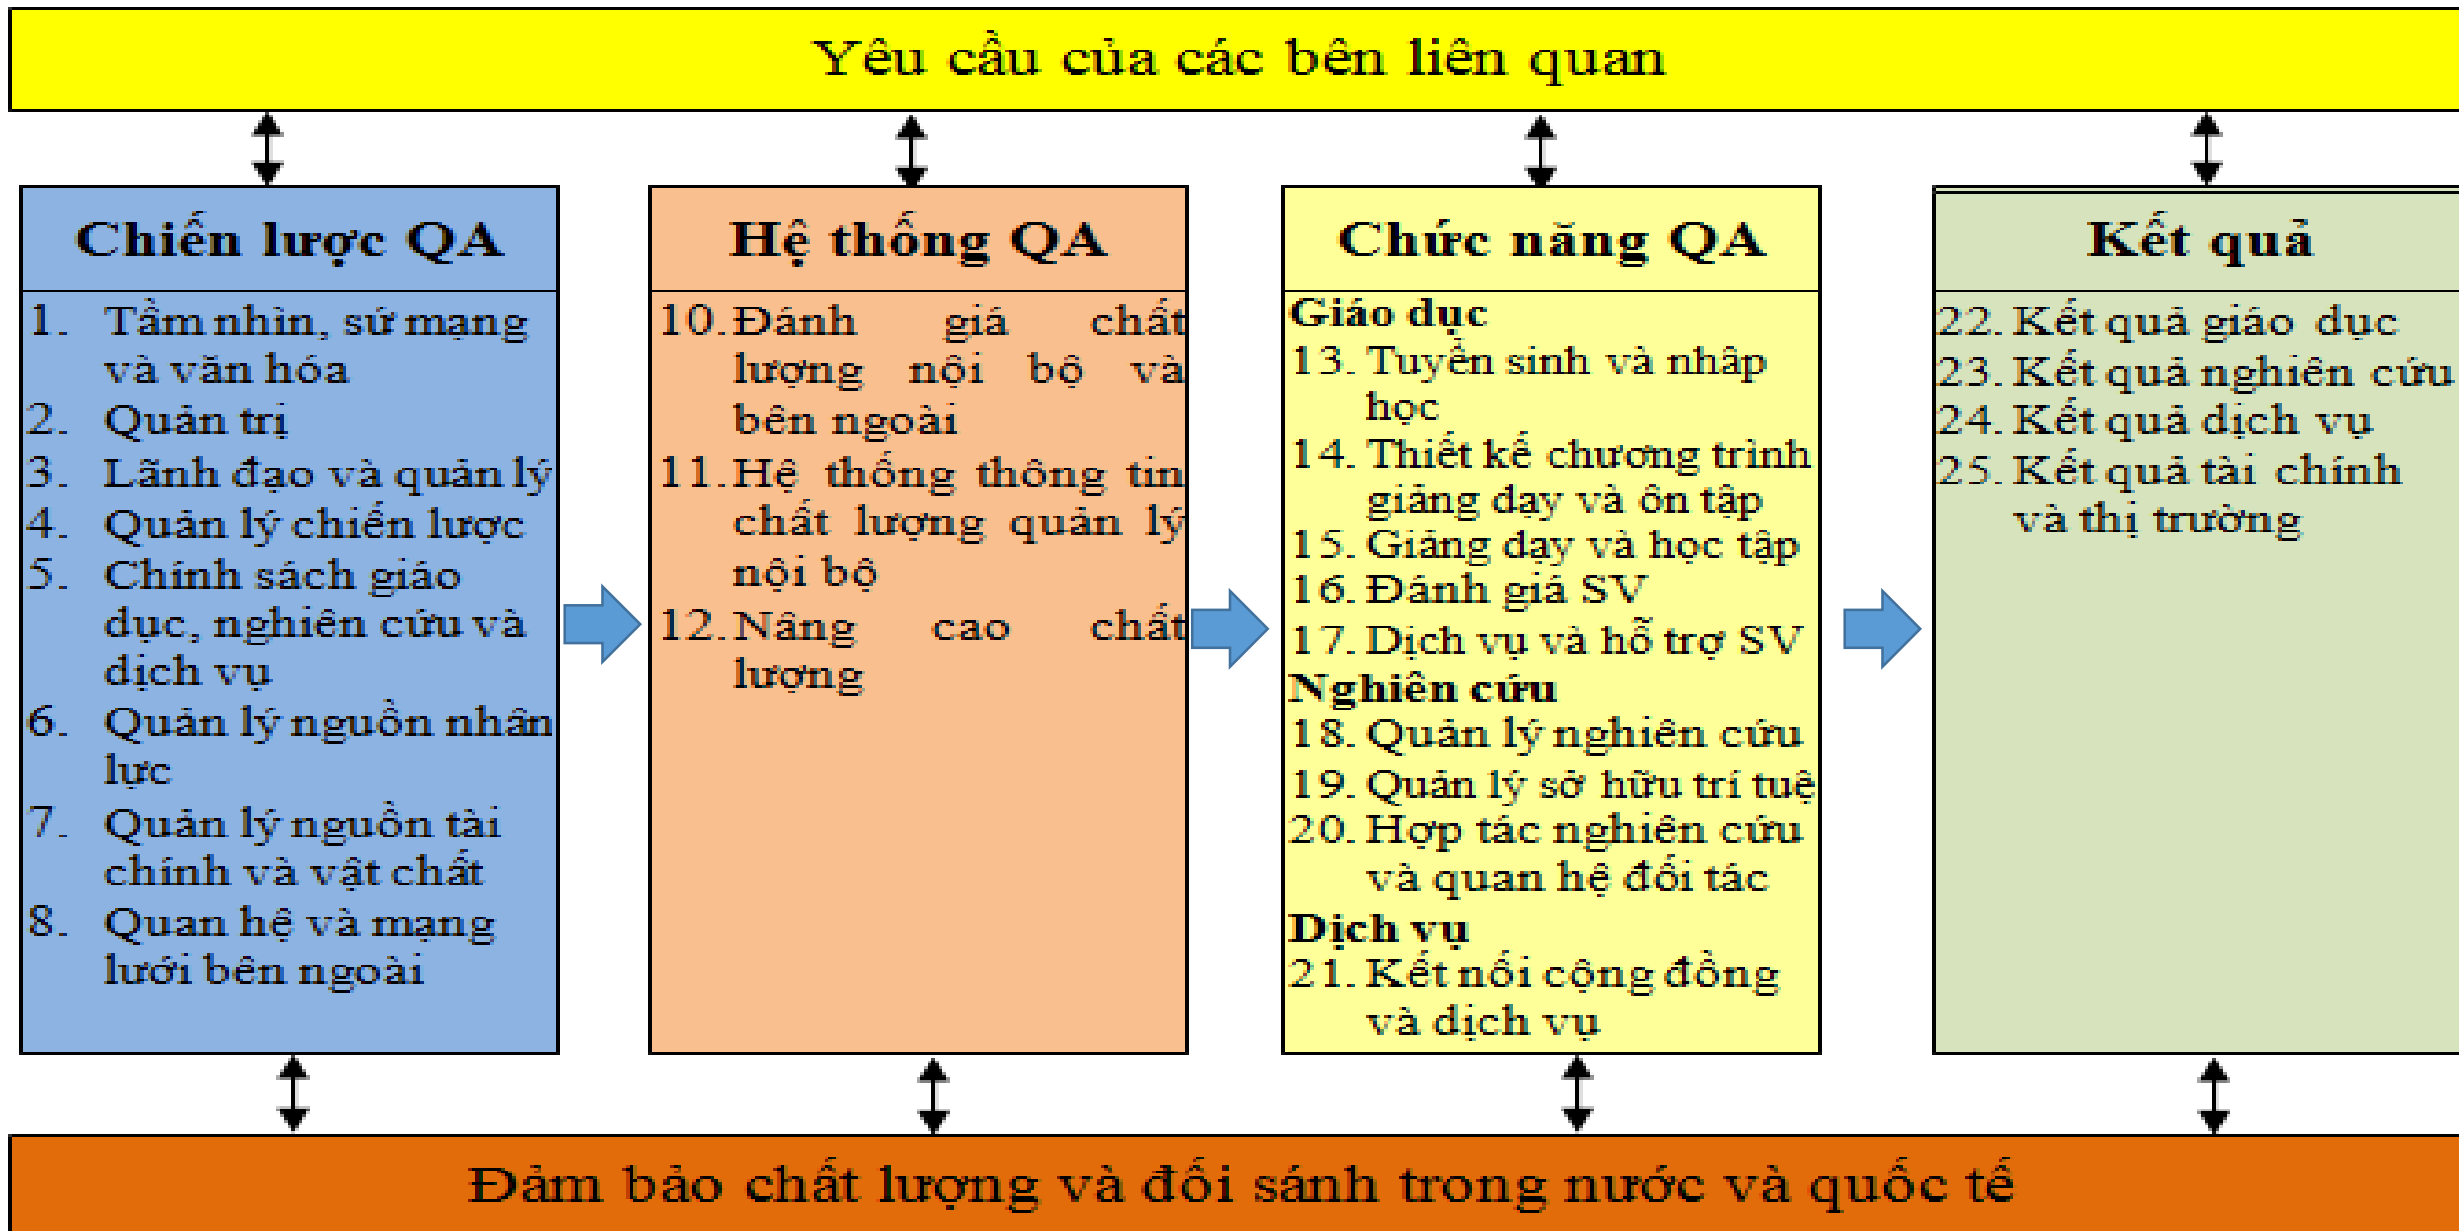 Yêu cầu của các bên liên quan
Chiến lược QA
1. Tầm nhìn, sứ mạng
và văn hóa
2. Quản trị
3. Lãnh đạo và quản lý
4. Quản lý chiến lược
5. Chính sách giáo
dục, nghiên cứu và
dịch vụ
6. Quản lý nguồn nhân
lực
7. Quản lý nguồn tài
chính và vật chất
8. Quan hệ và mạng
lưới bên ngoài
Hệ thống QA
10. Đánh giá chất
lượng nội bộ và
bên ngoài
11. Hệ thống thông tin
chất lượng quản lý
nội bộ
12. Nâng cao chất
lượng
Chức năng QA
Giáo dục
13. Tuyển sinh và nhập
học
14. Thiết kế chương trình
giảng dạy và ôn tập
15. Giảng dạy và học tập
16. Đánh giá SV
17. Dịch vụ và hỗ trợ SV
Nghiên cứu
18. Quản lý nghiên cứu
19. Quản lý sở hữu trí tuệ
20. Hợp tác nghiên cứu
và quan hệ đối tác
Dịch vụ
21. Kết nối cộng đồng
và dịch vụ
Kết quả
22. Kết quả giáo dục
23. Kết quả nghiên cứu
24. Kết quả dịch vụ
25. Kết quả tài chính
và thị trường
Đảm bảo chất lượng và đối sánh trong nước và quốc tế